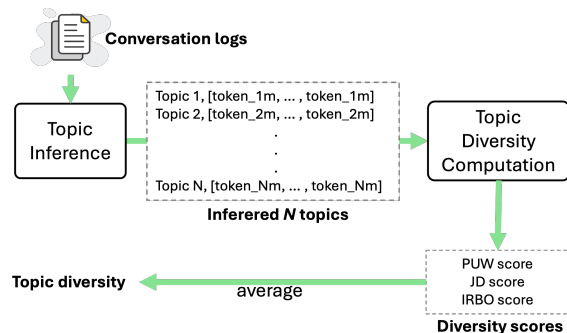 Conversation logs
Topic
Inference
Topic 1, [token_1m, ... , token_1m]
Topic 2, [token_2m, ... , token_2m]
.
.
.
Topic N, [token_Nm, ... , token_Nm]
Inferered N topics
Topic
Diversity
Computation
PUW score
JD score
IRBO score
Diversity scores
average
Topic diversity